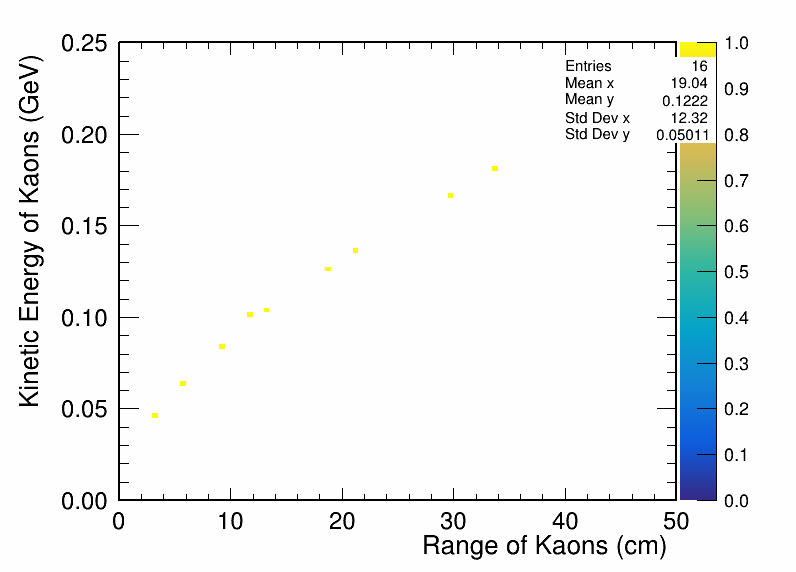 Kinetic Energy of Kaons (GeV)
0.25
0.20
0.15
0.10
0.05
0.00
0 10 20 30 40 50
Range of Kaons (cm)
Entries 16
Mean x 19.04
Mean y 0.1222
Std Dev x 12.32
Std Dev y 0.05011
1.0
0.9
0.8
0.7
0.6
0.5
0.4
0.3
0.2
0.1
0.0